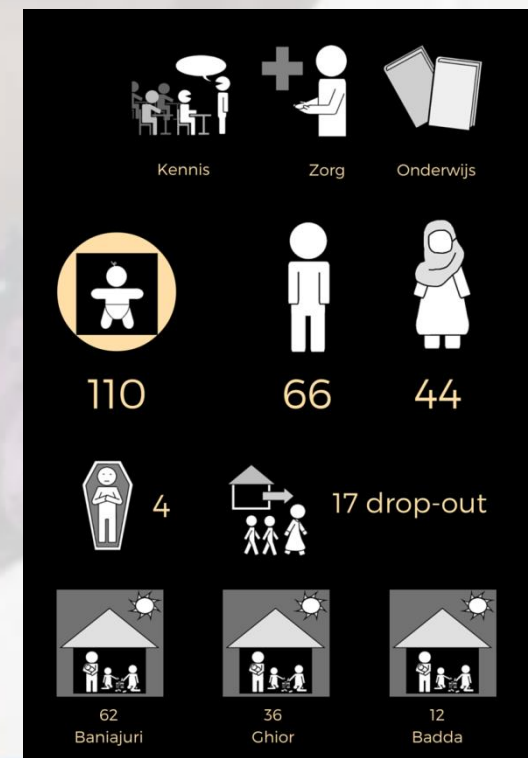 Kennis
Zorg
Onderwijs
110
66
44
4
17 drop-out
62
Baniajuri
36
Ghior
12
Badda